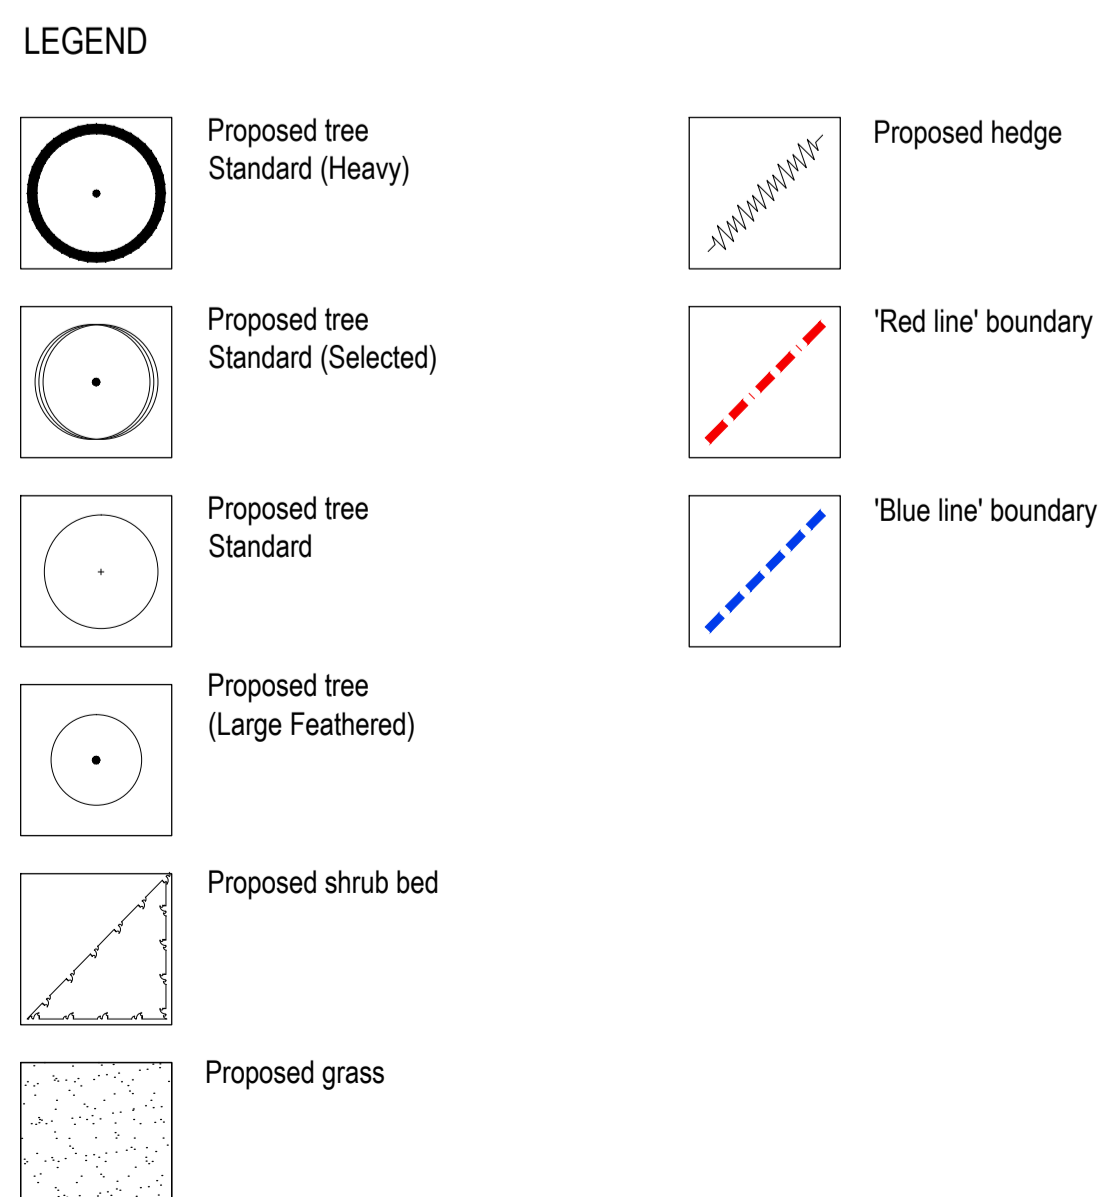 LEGEND
Proposed tree
Standard (Heavy)
Proposed tree
Standard (Selected)
Proposed tree
Standard
Proposed tree
(Large Feathered)
Proposed shrub bed
Proposed grass
Proposed hedge
'Red line' boundary
'Blue line' boundary